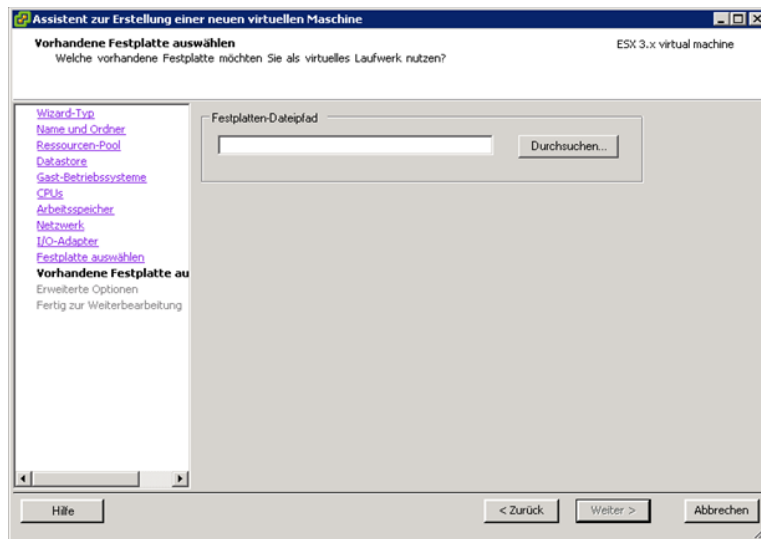 Assistent zur Erstellung einer neuen virtuellen Maschine
Vorhandene Festplatte auswählen
Welche vorhandene Festplatte möchten Sie als virtuelles Laufwerk nutzen?
ESX 3.x virtual machine
Wizard-Typ
Name und Ordner
Ressourcen-Pool
Datastore
Gast-Betriebssysteme
CPUs
Arbeitsspeicher
Netzwerk
I/O-Adapter
Festplatte auswählen
Vorhandene Festplatte au
Erweiterte Optionen
Fertig zur Weiterbearbeitung
Festplatten-Dateipfad
Durchsuchen...
Hilfe
< Zurück
Weiter >
Abbrechen